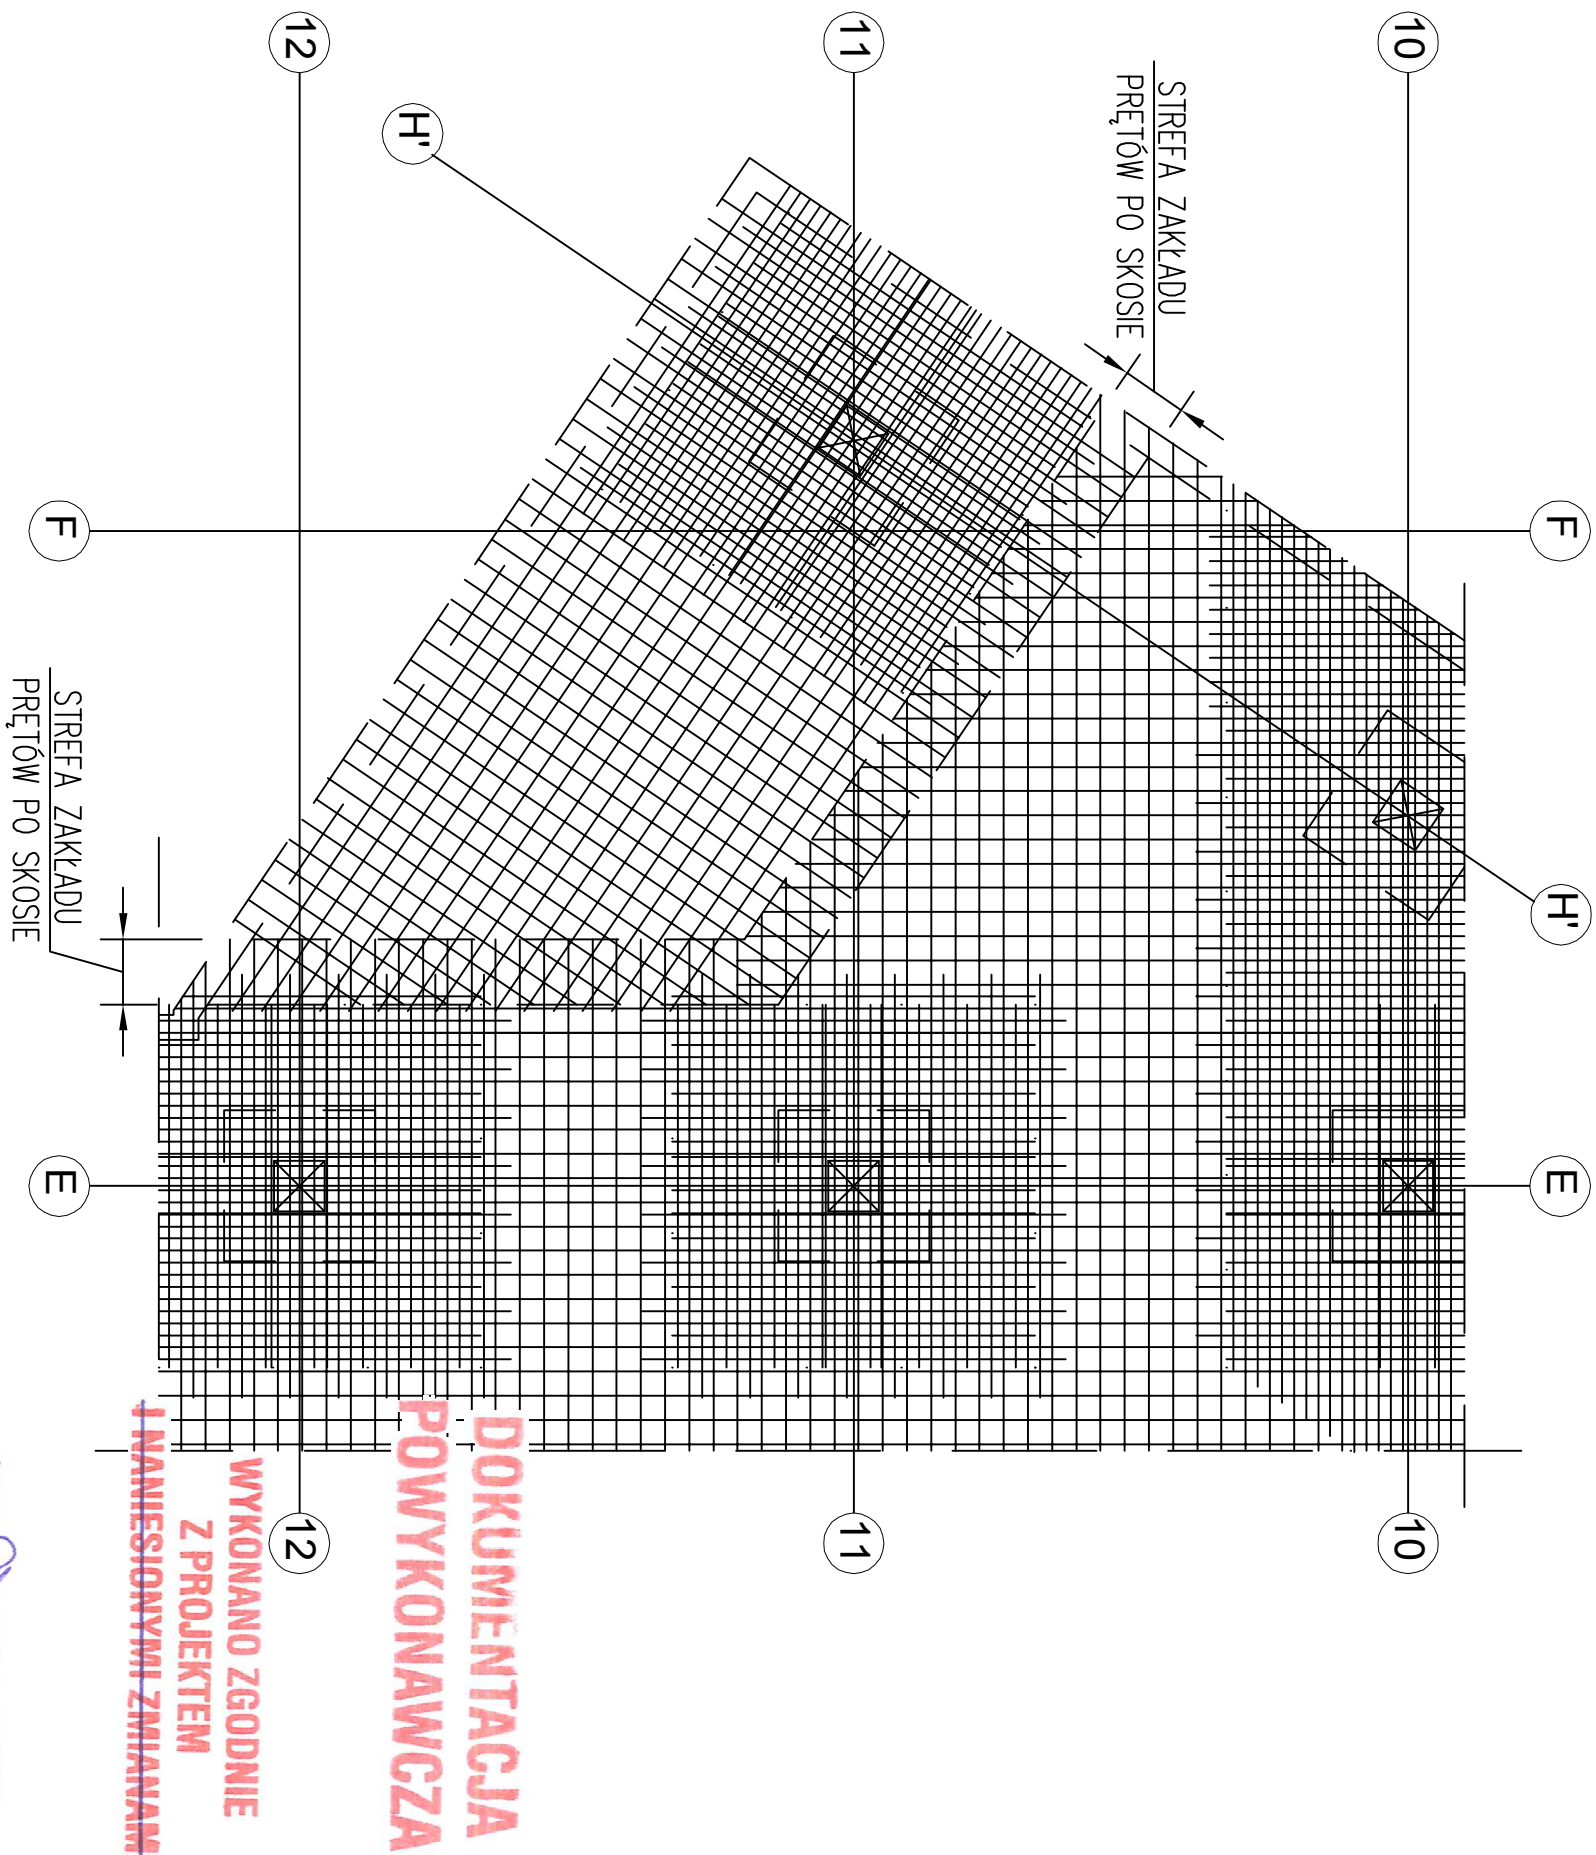 12
11
10
H'
STREFA ZAKŁADU
PRĘTÓW PO SKOSIE
F
F
H'
STREFA ZAKŁADU
PRĘTÓW PO SKOSIE
E
E
12
11
10
DOKUMENTACJA
POWYKONAWCZA
WYKONANO ZGODNIE
Z PROJEKTEM
I NANIESIONYMI ZMIANAM